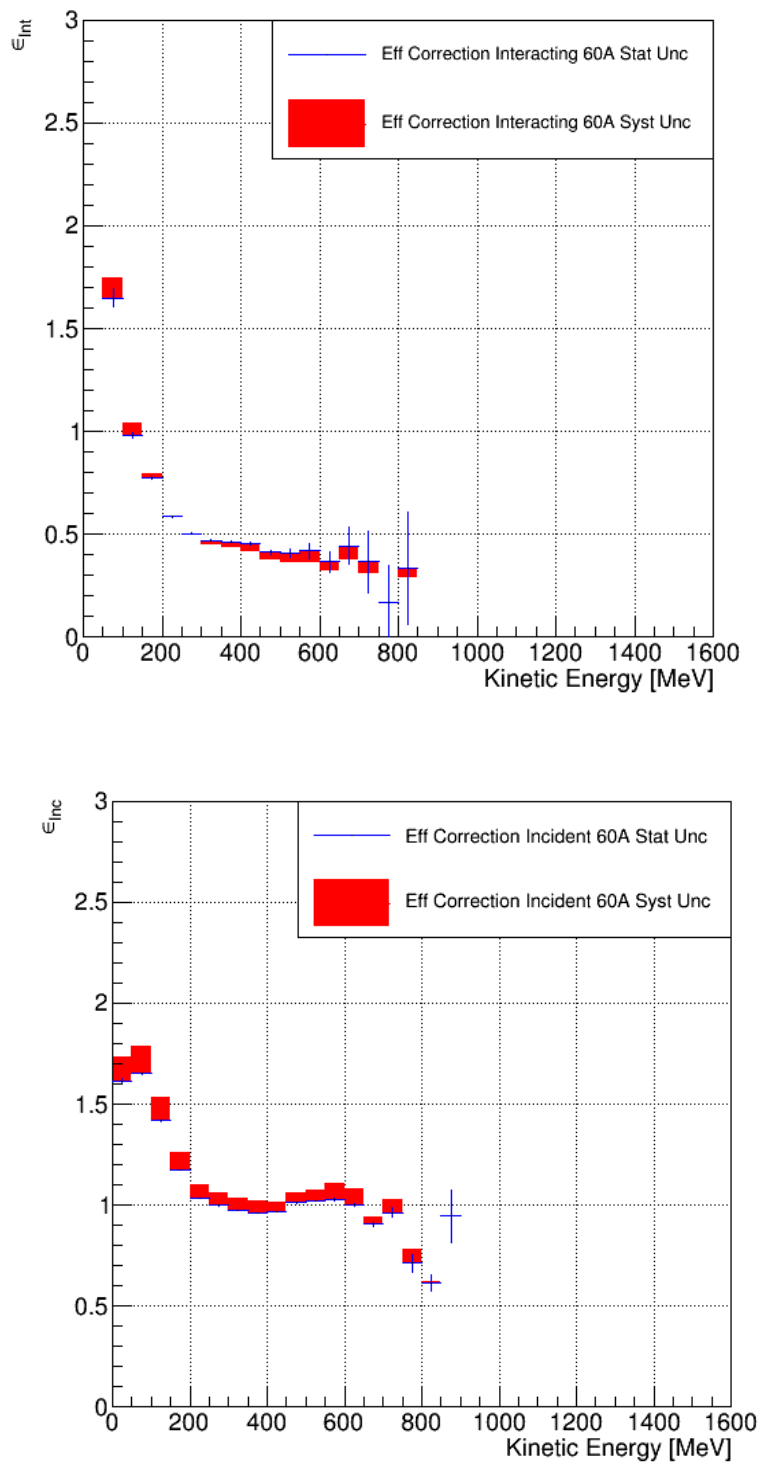 ϵInt
3
Eff Correction Interacting 60A Stat Unc
Eff Correction Interacting 60A Syst Unc
2.5
2
1.5
1
0.5
0
0 200 400 600 800 1000 1200 1400 1600
Kinetic Energy [MeV]
ϵInc
3
Eff Correction Incident 60A Stat Unc
Eff Correction Incident 60A Syst Unc
2.5
2
1.5
1
0.5
0
0 200 400 600 800 1000 1200 1400 1600
Kinetic Energy [MeV]